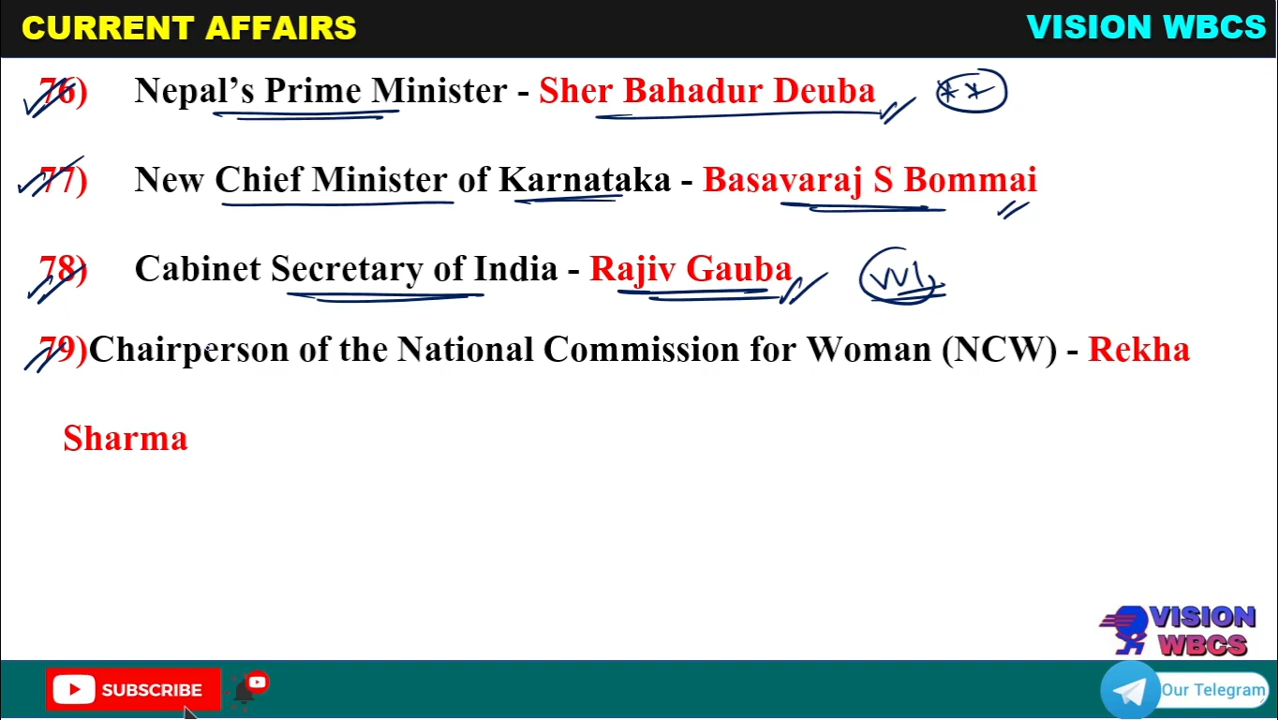 CURRENT AFFAIRS
VISION WBCS
76) Nepal’s Prime Minister - Sher Bahadur Deuba **
77) New Chief Minister of Karnataka - Basavaraj S Bommai
78) Cabinet Secretary of India - Rajiv Gauba
79)Chairperson of the National Commission for Woman (NCW) - Rekha
Sharma
VISION
WBCS
SUBSCRIBE
Our Telegram